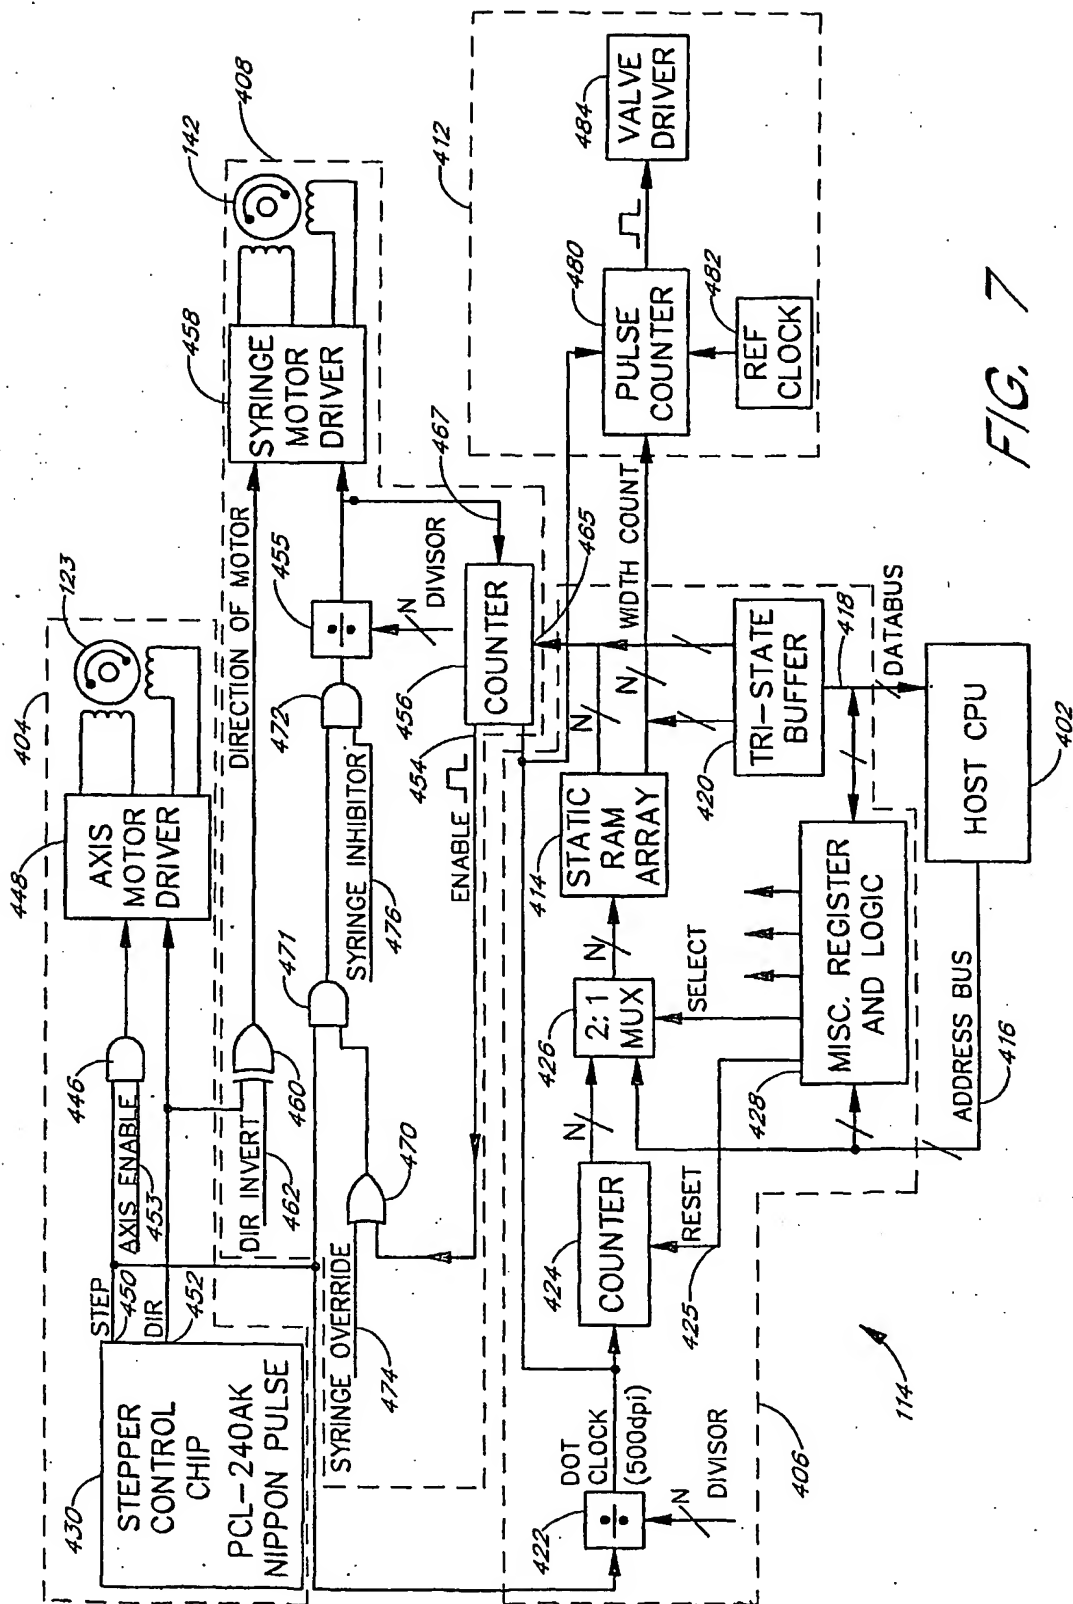 404
448
AXIS
MOTOR
DRIVER
123
446
AXIS ENABLE
453
STEP
450
DIR
452
430
STEPPER
CONTROL
CHIP
PCL-240AK
NIPPON PULSE
408
142
458
SYRINGE
MOTOR
DRIVER
DIRECTION OF MOTOR
460
DIR INVERT
462
455
N
DIVISOR
467
472
SYRINGE INHIBITOR
476
471
470
SYRINGE OVERRIDE
474
456
COUNTER
454
ENABLE
465
412
484
VALVE
DRIVER
480
PULSE
COUNTER
482
REF
CLOCK
WIDTH COUNT
N
N
414
STATIC
RAM
ARRAY
N
426
2:1
MUX
SELECT
N
424
COUNTER
RESET
425
DOT
CLOCK
(500dpi)
422
N
DIVISOR
406
420
TRI-STATE
BUFFER
418
DATABUS
428
MISC. REGISTER
AND LOGIC
HOST CPU
402
ADDRESS BUS
416
114
FIG. 7